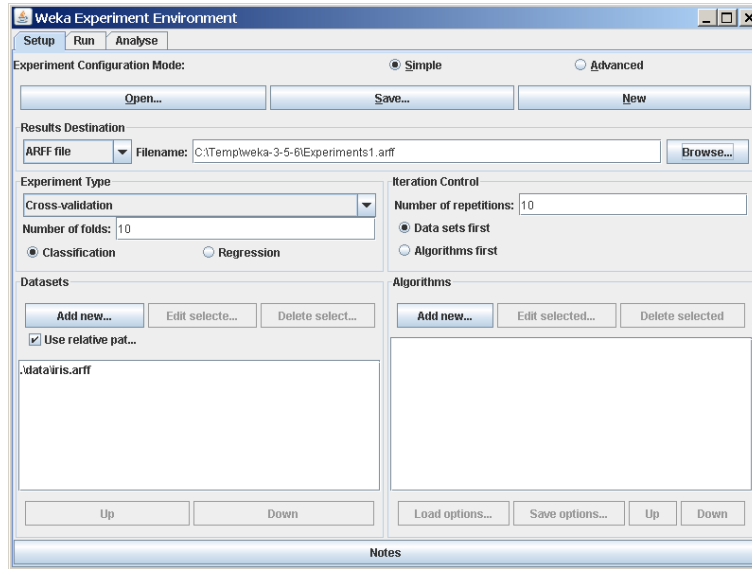 Weka Experiment Environment
Setup Run Analyse
Experiment Configuration Mode: Simple Advanced
Open... Save... New
Results Destination
ARFF file Filename: C:\Temp\weka-3-5-6\Experiments1.arff Browse...
Experiment Type Iteration Control
Cross-validation Number of repetitions: 10
Number of folds: 10 Data sets first
Classification Regression Algorithms first
Datasets Algorithms
Add new... Edit selecte... Delete select... Add new... Edit selected... Delete selected
Use relative pat...
.\data\iris.arff
Up Down Load options... Save options... Up Down
Notes